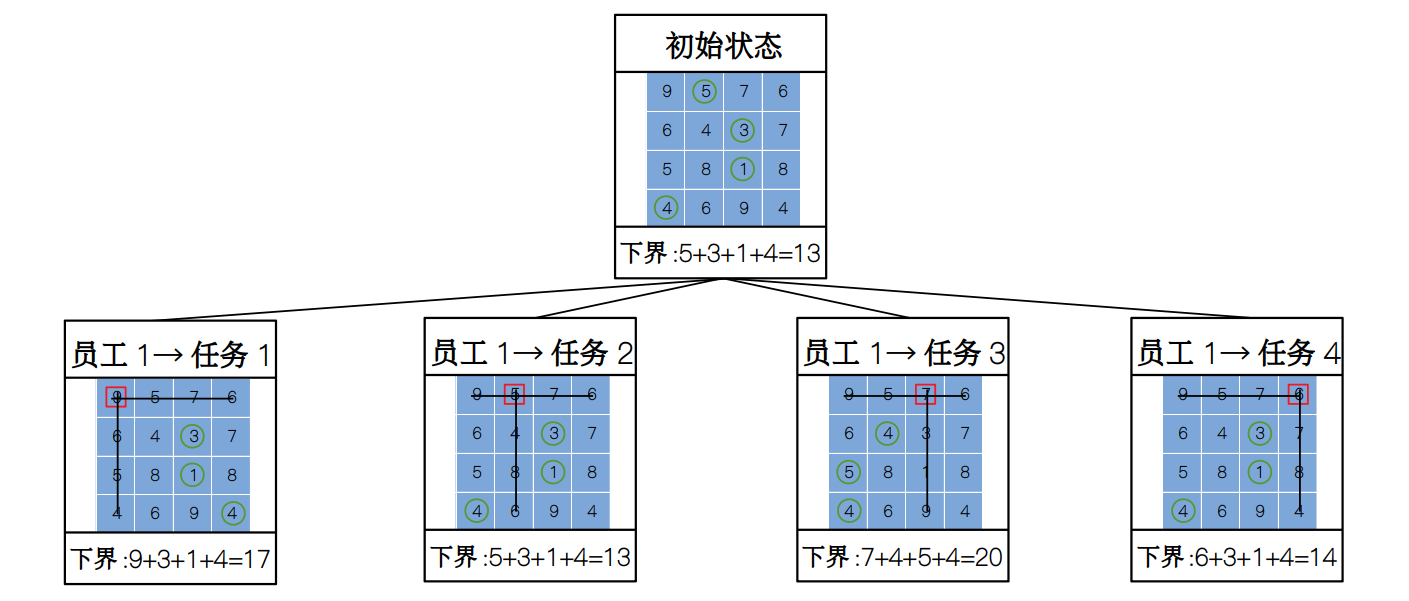 初始状态
9 5 7 6
6 4 3 7
5 8 1 8
4 6 9 4
下界:5+3+1+4=13
员工 1→ 任务 1
9 5 7 6
6 4 3 7
5 8 1 8
4 6 9 4
下界:9+3+1+4=17
员工 1→ 任务 2
9 5 7 6
6 4 3 7
5 8 1 8
4 6 9 4
下界:5+3+1+4=13
员工 1→ 任务 3
9 5 7 6
6 4 3 7
5 8 1 8
4 6 9 4
下界:7+4+5+4=20
员工 1→ 任务 4
9 5 7 6
6 4 3 7
5 8 1 8
4 6 9 4
下界:6+3+1+4=14